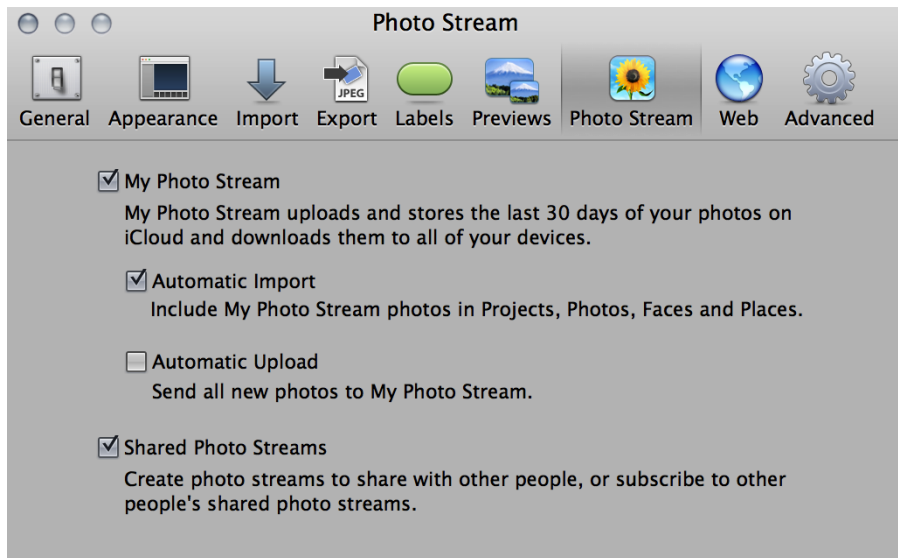 Photo Stream
JPEG
General Appearance Import Export Labels Previews Photo Stream Web Advanced
My Photo Stream
My Photo Stream uploads and stores the last 30 days of your photos on
iCloud and downloads them to all of your devices.
Automatic Import
Include My Photo Stream photos in Projects, Photos, Faces and Places.
Automatic Upload
Send all new photos to My Photo Stream.
Shared Photo Streams
Create photo streams to share with other people, or subscribe to other
people's shared photo streams.